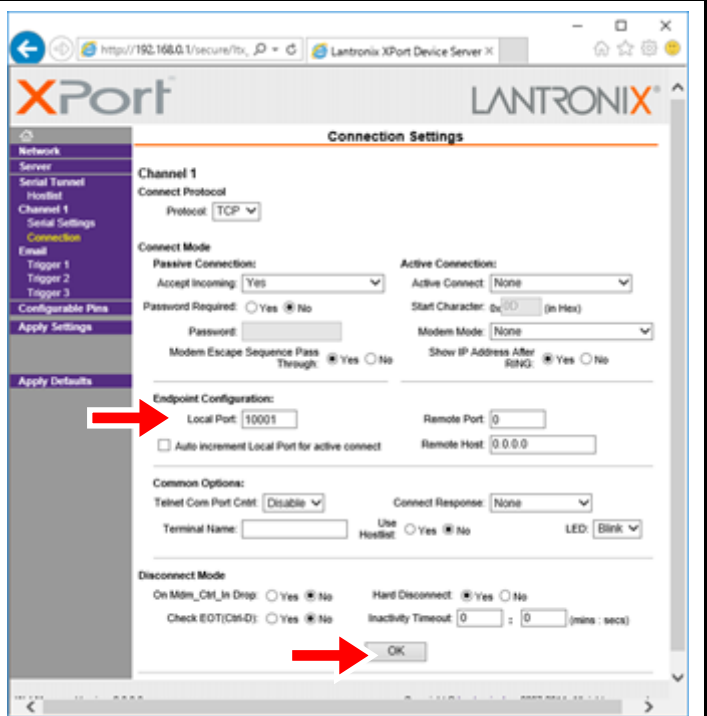 http://192.168.0.1/secure/ltx_
Lantronix XPort Device Server
XPort
LANTRONIX
Network
Server
Serial Tunnel
Hostlist
Channel 1
Serial Settings
Connection
Email
Trigger 1
Trigger 2
Trigger 3
Configurable Pins
Apply Settings
Apply Defaults
Connection Settings
Channel 1
Connect Protocol
Protocol: TCP
Connect Mode
Passive Connection: Active Connection:
Accept Incoming: Yes Active Connect: None
Password Required: Yes No Start Character: 0x 0D (in Hex)
Password: Modem Mode: None
Modem Escape Sequence Pass Through: Yes No Show IP Address After RING: Yes No
Endpoint Configuration:
Local Port: 10001 Remote Port: 0
Auto increment Local Port for active connect Remote Host: 0.0.0.0
Common Options:
Telnet Com Port Cntrl: Disable Connect Response: None
Terminal Name: Use Hostlist: Yes No LED: Blink
Disconnect Mode
On Mdm_Ctrl_In Drop: Yes No Hard Disconnect: Yes No
Check EOT(Ctrl-D): Yes No Inactivity Timeout: 0 : 0 (mins : secs)
OK